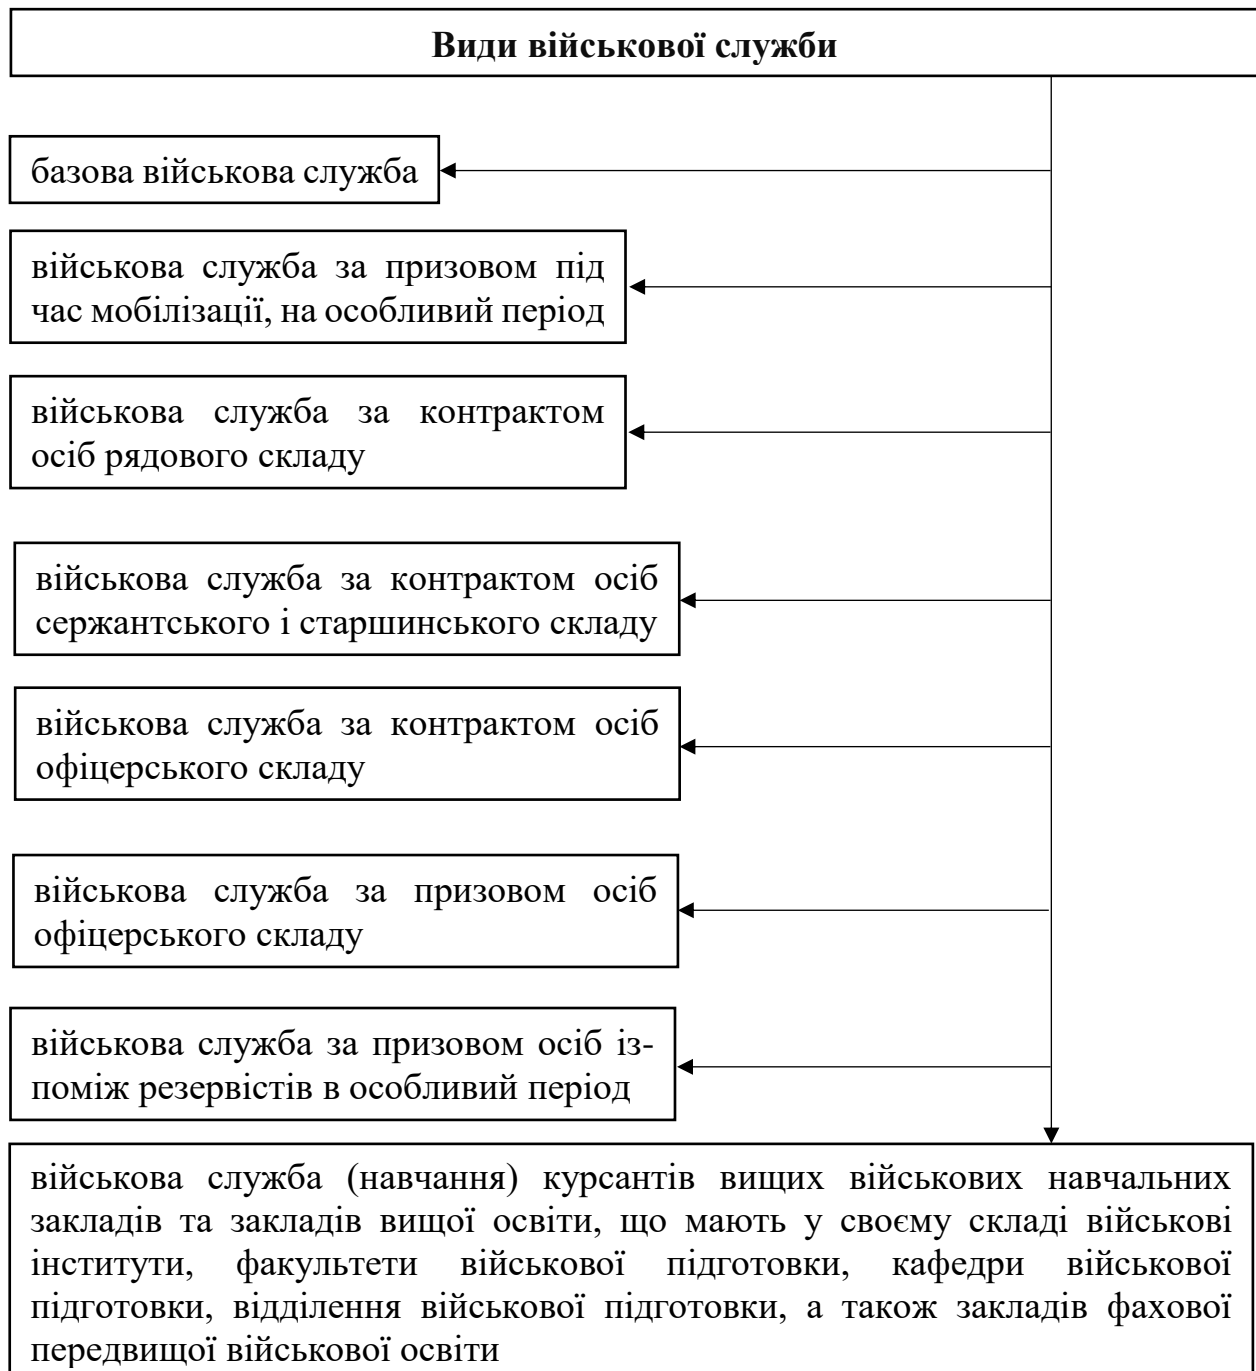 Види військової служби
базова військова служба
військова служба за призовом під
час мобілізації, на особливий період
військова служба за контрактом
осіб рядового складу
військова служба за контрактом осіб
сержантського і старшинського складу
військова служба за контрактом осіб
офіцерського складу
військова служба за призовом осіб
офіцерського складу
військова служба за призовом осіб із-
поміж резервістів в особливий період
військова служба (навчання) курсантів вищих військових навчальних
закладів та закладів вищої освіти, що мають у своєму складі військові
інститути, факультети військової підготовки, кафедри військової
підготовки, відділення військової підготовки, а також закладів фахової
передвищої військової освіти